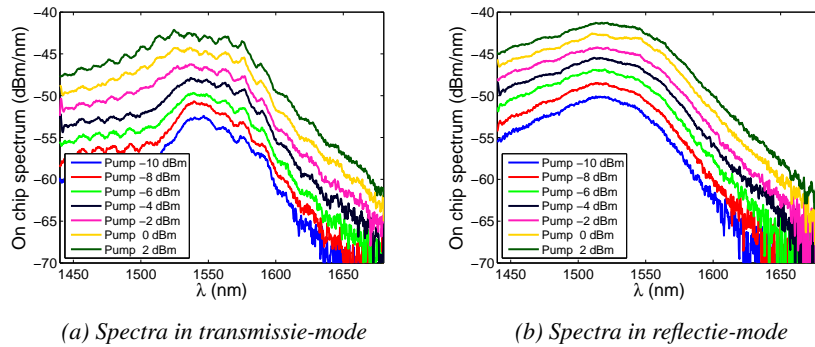 −40
−45
−50
−55
−60
−65
−70
On chip spectrum (dBm/nm)
Pump −10 dBm
Pump −8 dBm
Pump −6 dBm
Pump −4 dBm
Pump −2 dBm
Pump 0 dBm
Pump 2 dBm
1450 1500 1550 1600 1650
λ (nm)
(a) Spectra in transmissie-mode
−40
−45
−50
−55
−60
−65
−70
On chip spectrum (dBm/nm)
Pump −10 dBm
Pump −8 dBm
Pump −6 dBm
Pump −4 dBm
Pump −2 dBm
Pump 0 dBm
Pump 2 dBm
1450 1500 1550 1600 1650
λ (nm)
(b) Spectra in reflectie-mode